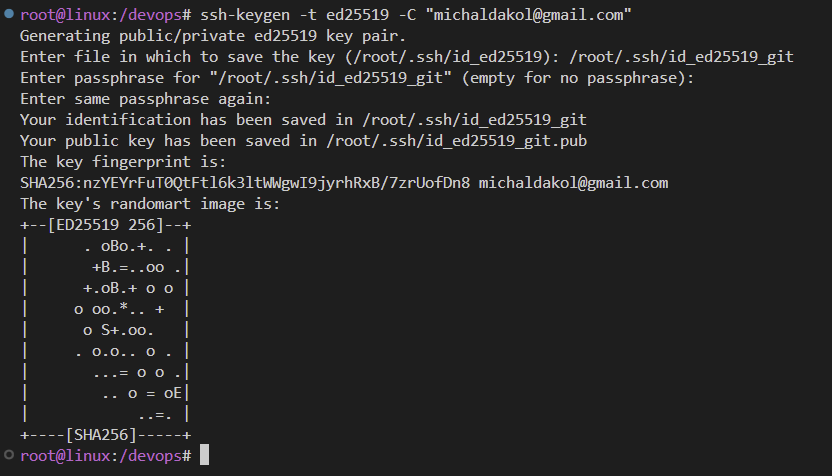 root@linux:/devops# ssh-keygen -t ed25519 -C "michaldakol@gmail.com"
Generating public/private ed25519 key pair.
Enter file in which to save the key (/root/.ssh/id_ed25519): /root/.ssh/id_ed25519_git
Enter passphrase for "/root/.ssh/id_ed25519_git" (empty for no passphrase):
Enter same passphrase again:
Your identification has been saved in /root/.ssh/id_ed25519_git
Your public key has been saved in /root/.ssh/id_ed25519_git.pub
The key fingerprint is:
SHA256:nzYEYrFuT0QtFtl6k3ltWWgwI9jyrhRxB/7zrUofDn8 michaldakol@gmail.com
The key's randomart image is:
+--[ED25519 256]--+
|      . oBo.+. . |
|       +B.=..oo .|
|      +.oB.+ o o |
|     o oo.*.. +  |
|      o S+.oo.   |
|     . o.o.. o . |
|       ...= o o .|
|        .. o = oE|
|            ..=. |
+----[SHA256]-----+
root@linux:/devops#